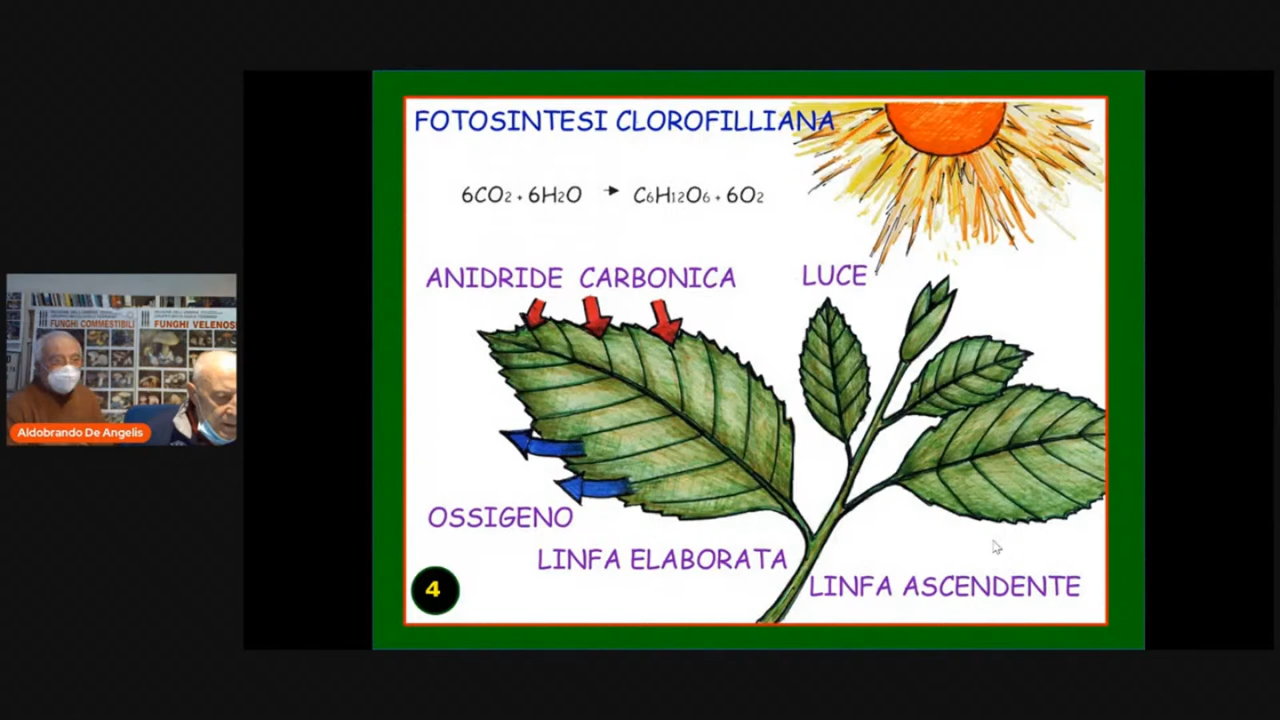 FOTOSINTESI CLOROFILLIANA
6CO2 + 6H2O → C6H12O6 + 6O2
ANIDRIDE CARBONICA
LUCE
OSSIGENO
LINFA ELABORATA
LINFA ASCENDENTE
4
FUNGHI COMMESTIBILI
FUNGHI VELENOS
Aldobrando De Angelis